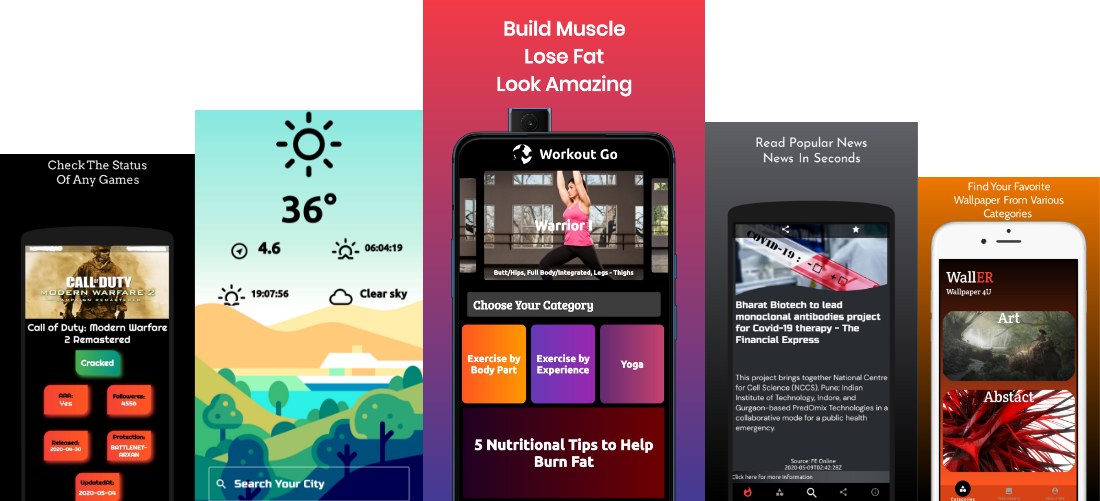 Check The Status
Of Any Games
CALL OF DUTY
MODERN WARFARE 2
CAMPAIGN REMASTERED
Call of Duty: Modern Warfare
2 Remastered
Cracked
AAA:
Yes
Followeres:
4556
Released:
2020-04-30
Protection:
BATTLENET-
ARXAN
UpdatedAt:
2020-05-04
36°
4.6
06:04:19
19:07:56
Clear sky
Search Your City
Build Muscle
Lose Fat
Look Amazing
Workout Go
Warrior I
Butt/Hips, Full Body/Integrated, Legs - Thighs
Choose Your Category
Exercise by
Body Part
Exercise by
Experience
Yoga
5 Nutritional Tips to Help
Burn Fat
Read Popular News
News In Seconds
COVID-19:
Bharat Biotech to lead
monoclonal antibodies project
for Covid-19 therapy - The
Financial Express
This project brings together National Centre
for Cell Science (NCCS), Pune; Indian
Institute of Technology, Indore, and
Gurgaon-based PredOmix Technologies in a
collaborative mode for a public health
emergency.
Source: FE Online
2020-05-09T02:42:28Z
Click here for more Information
Find Your Favorite
Wallpaper From Various
Categories
WallER
Wallpaper 4U
Art
Abstact
Categories